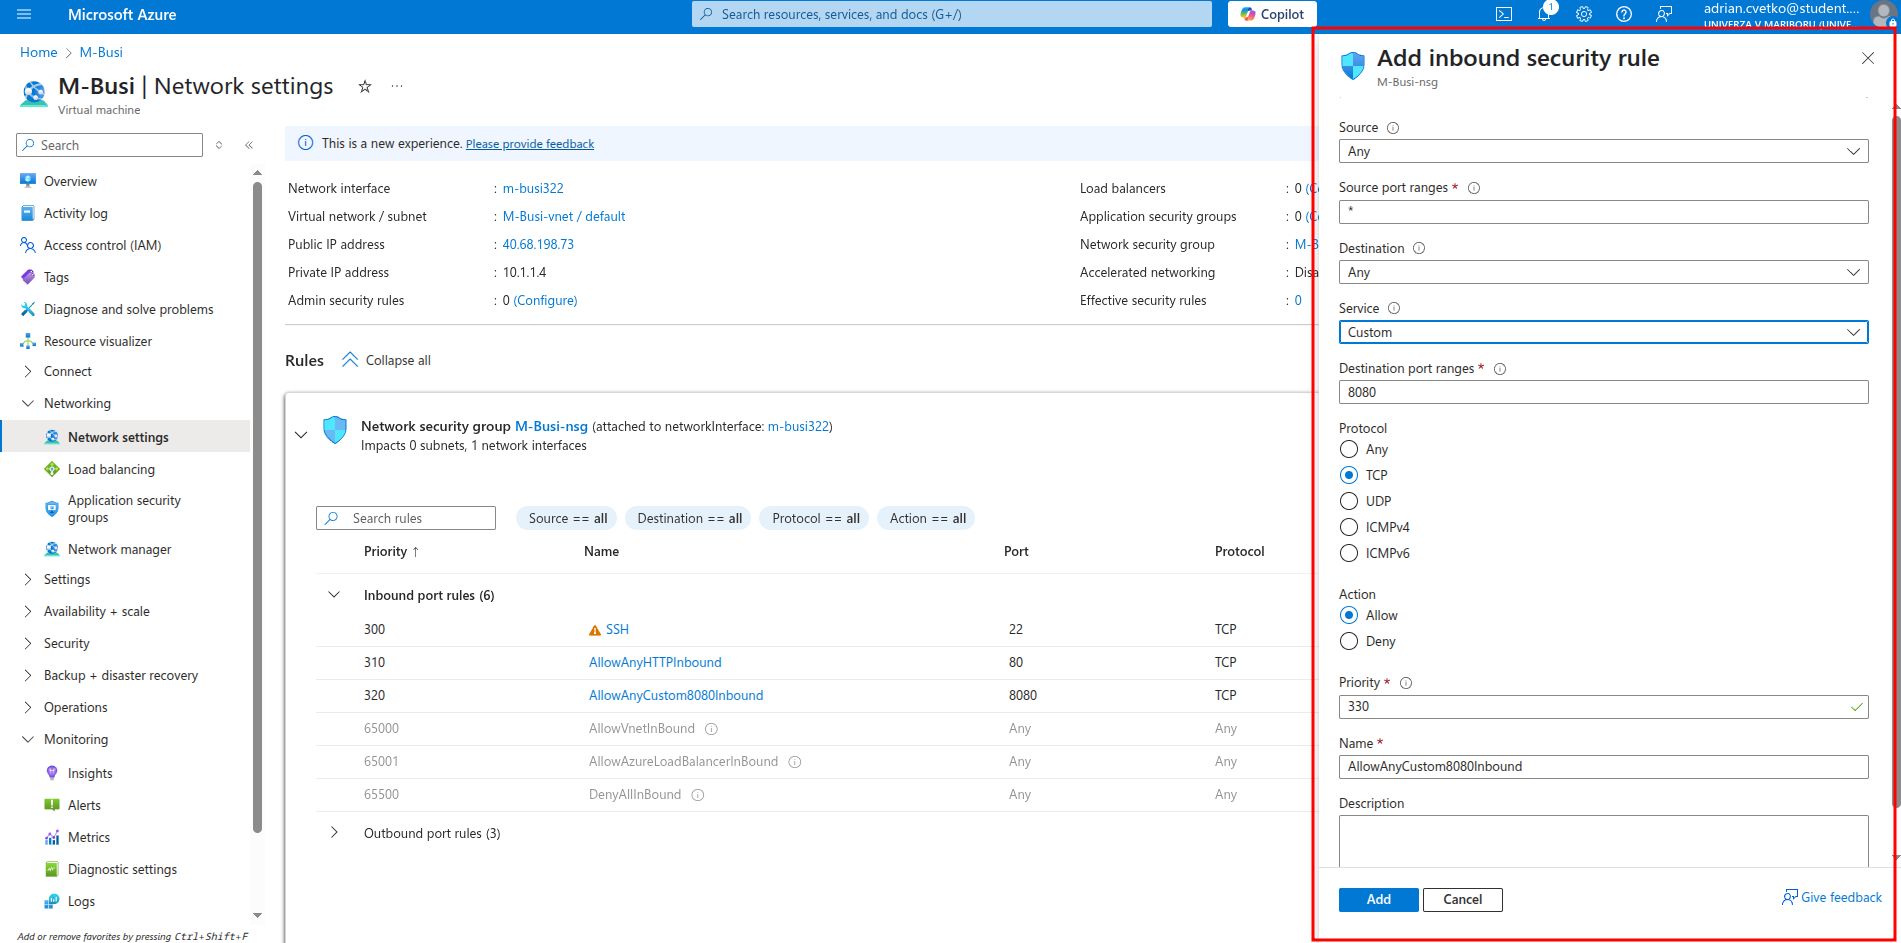 Microsoft Azure
Search resources, services, and docs (G+/)
Copilot
1
adrian.cvetko@student....
UNIVERZA V MARIBORU (UNIVE...
Home > M-Busi
M-Busi | Network settings
Virtual machine
Search
Overview
Activity log
Access control (IAM)
Tags
Diagnose and solve problems
Resource visualizer
Connect
Networking
Network settings
Load balancing
Application security
groups
Network manager
Settings
Availability + scale
Security
Backup + disaster recovery
Operations
Monitoring
Insights
Alerts
Metrics
Diagnostic settings
Logs
Add or remove favorites by pressing Ctrl+Shift+F
This is a new experience. Please provide feedback
Network interface : m-busi322
Virtual network / subnet : M-Busi-vnet / default
Public IP address : 40.68.198.73
Private IP address : 10.1.1.4
Admin security rules : 0 (Configure)
Load balancers : 0 (C
Application security groups : 0 (C
Network security group : M-B
Accelerated networking : Disa
Effective security rules : 0
Rules Collapse all
Network security group M-Busi-nsg (attached to networkInterface: m-busi322)
Impacts 0 subnets, 1 network interfaces
Search rules Source == all Destination == all Protocol == all Action == all
Priority ↑ Name Port Protocol
Inbound port rules (6)
300 SSH 22 TCP
310 AllowAnyHTTPInbound 80 TCP
320 AllowAnyCustom8080Inbound 8080 TCP
65000 AllowVnetInBound Any Any
65001 AllowAzureLoadBalancerInBound Any Any
65500 DenyAllInBound Any Any
Outbound port rules (3)
Add inbound security rule
M-Busi-nsg
Source
Any
Source port ranges *
*
Destination
Any
Service
Custom
Destination port ranges *
8080
Protocol
Any
TCP
UDP
ICMPv4
ICMPv6
Action
Allow
Deny
Priority *
330
Name *
AllowAnyCustom8080Inbound
Description
Add
Cancel
Give feedback